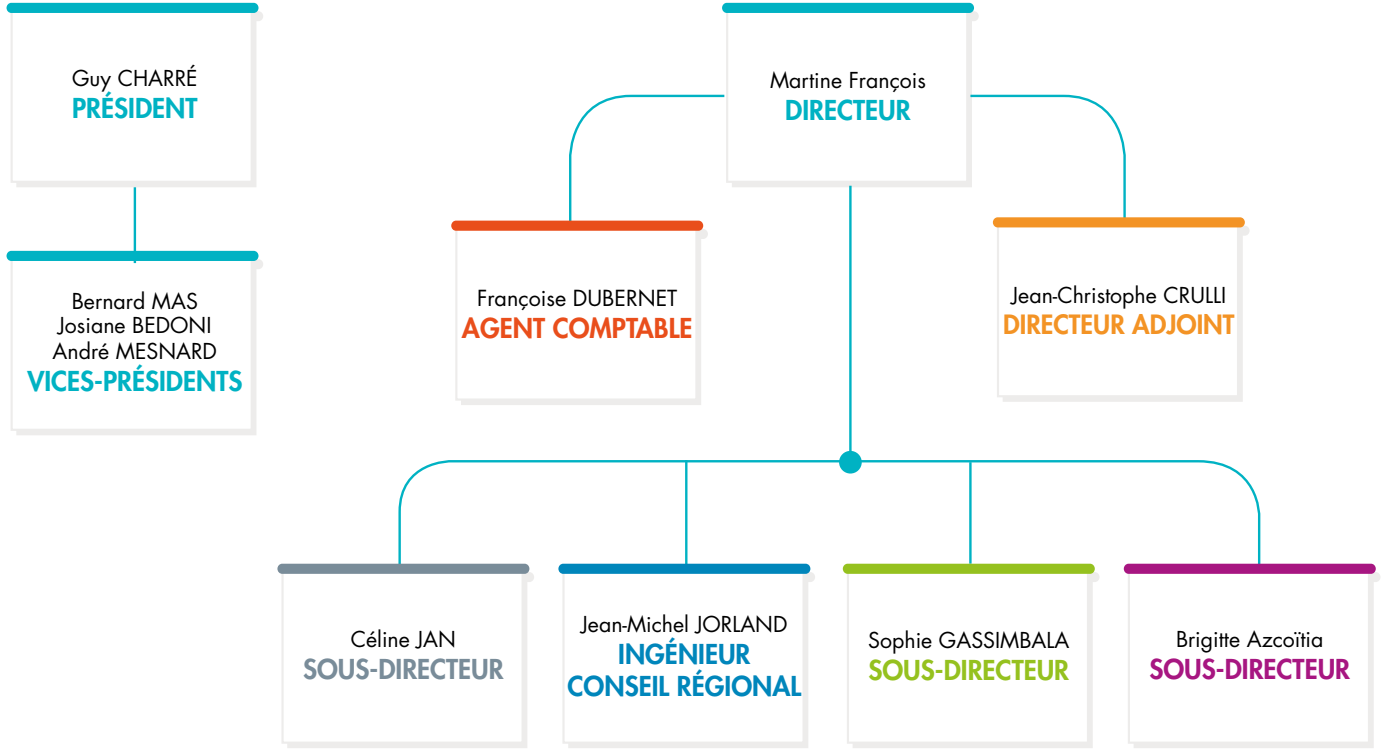 Guy CHARRÉ
PRÉSIDENT
Bernard MAS
Josiane BEDONI
André MESNARD
VICES-PRÉSIDENTS
Martine François
DIRECTEUR
Françoise DUBERNET
AGENT COMPTABLE
Jean-Christophe CRULLI
DIRECTEUR ADJOINT
Céline JAN
SOUS-DIRECTEUR
Jean-Michel JORLAND
INGÉNIEUR
CONSEIL RÉGIONAL
Sophie GASSIMBALA
SOUS-DIRECTEUR
Brigitte Azcoïtia
SOUS-DIRECTEUR